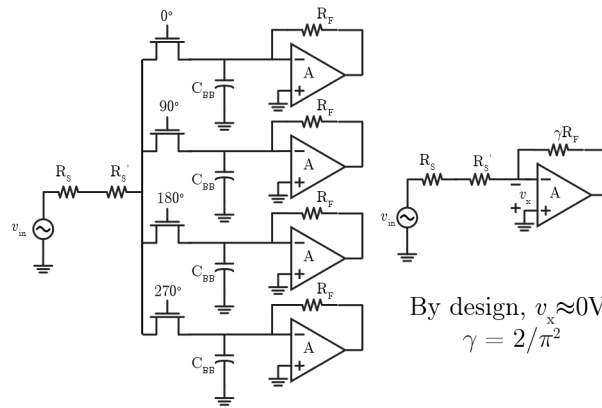 0°
R_F
A
C_BB
90°
R_F
A
C_BB
R_S
R_S'
v_in
180°
R_F
A
C_BB
270°
R_F
A
C_BB
γR_F
R_S
R_S'
v_x
A
v_in
By design, v_x≈0V
γ = 2/π²